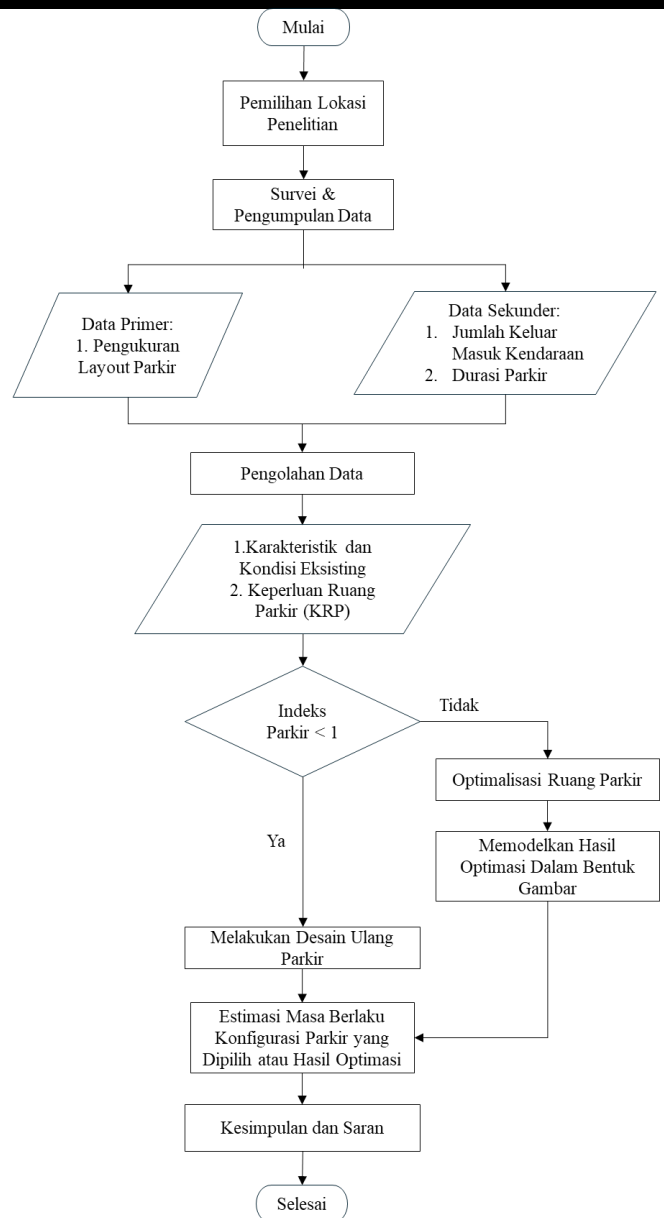 Mulai
Pemilihan Lokasi
Penelitian
Survei &
Pengumpulan Data
Data Primer:
1. Pengukuran
Layout Parkir
Data Sekunder:
1. Jumlah Keluar
Masuk Kendaraan
2. Durasi Parkir
Pengolahan Data
1.Karakteristik dan
Kondisi Eksisting
2. Keperluan Ruang
Parkir (KRP)
Indeks
Parkir < 1
Tidak
Optimalisasi Ruang Parkir
Memodelkan Hasil
Optimasi Dalam Bentuk
Gambar
Ya
Melakukan Desain Ulang
Parkir
Estimasi Masa Berlaku
Konfigurasi Parkir yang
Dipilih atau Hasil Optimasi
Kesimpulan dan Saran
Selesai